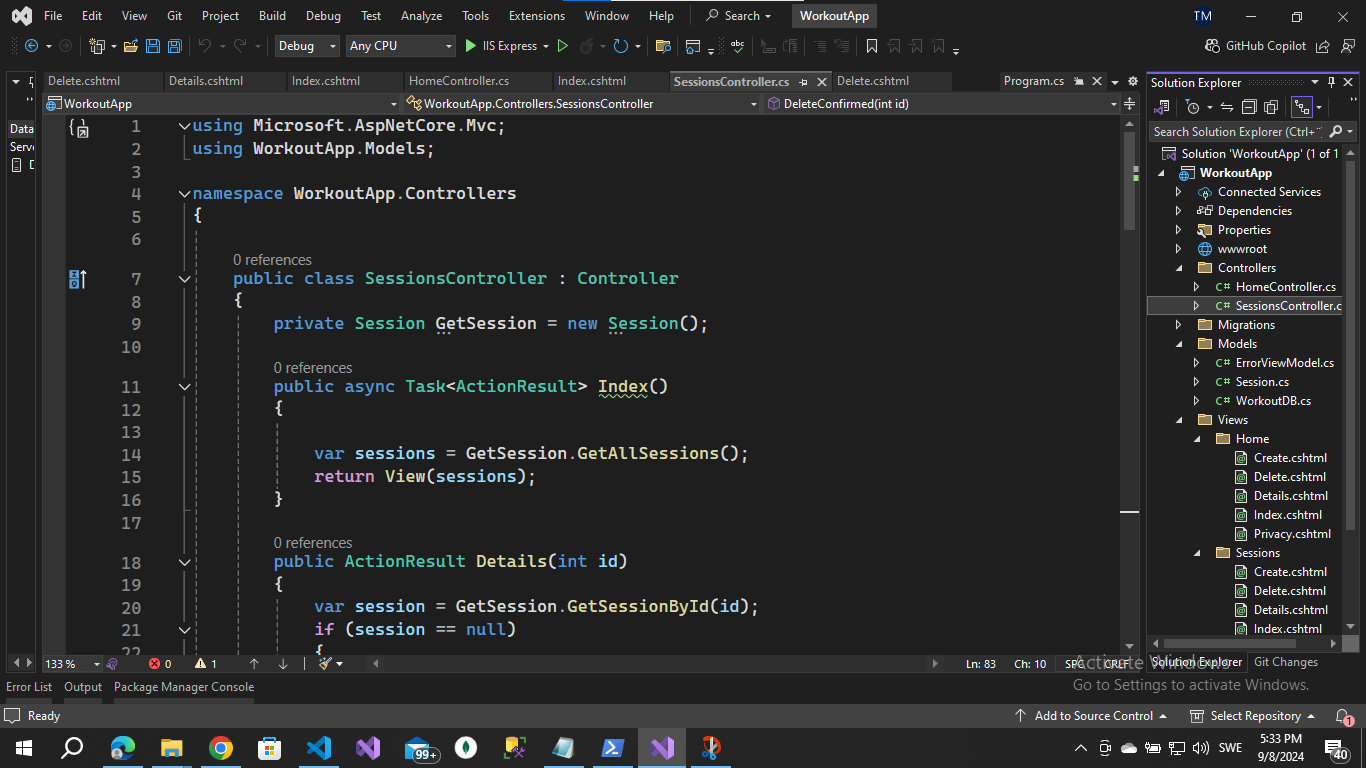 File Edit View Git Project Build Debug Test Analyze Tools Extensions Window Help Search WorkoutApp TM
Debug Any CPU IIS Express GitHub Copilot
Delete.cshtml Details.cshtml Index.cshtml HomeController.cs Index.cshtml SessionsController.cs Delete.cshtml Program.cs
WorkoutApp WorkoutApp.Controllers.SessionsController DeleteConfirmed(int id)
Data
Serve
1 using Microsoft.AspNetCore.Mvc;
2 using WorkoutApp.Models;
3
4 namespace WorkoutApp.Controllers
5 {
6
0 references
7 public class SessionsController : Controller
8 {
9 private Session GetSession = new Session();
10
0 references
11 public async Task<ActionResult> Index()
12 {
13
14 var sessions = GetSession.GetAllSessions();
15 return View(sessions);
16 }
17
0 references
18 public ActionResult Details(int id)
19 {
20 var session = GetSession.GetSessionById(id);
21 if (session == null)
22 {
133 % 0 1 Ln: 83 Ch: 10 SPC CRLF
Solution Explorer
Search Solution Explorer (Ctrl+
Solution 'WorkoutApp' (1 of 1
WorkoutApp
Connected Services
Dependencies
Properties
wwwroot
Controllers
C# HomeController.cs
C# SessionsController.c
Migrations
Models
C# ErrorViewModel.cs
C# Session.cs
C# WorkoutDB.cs
Views
Home
Create.cshtml
Delete.cshtml
Details.cshtml
Index.cshtml
Privacy.cshtml
Sessions
Create.cshtml
Delete.cshtml
Details.cshtml
Index.cshtml
Solution Explorer Git Changes
Activate Windows
Go to Settings to activate Windows.
Error List Output Package Manager Console
Ready Add to Source Control Select Repository 1
99+ SWE 5:33 PM
9/8/2024 40